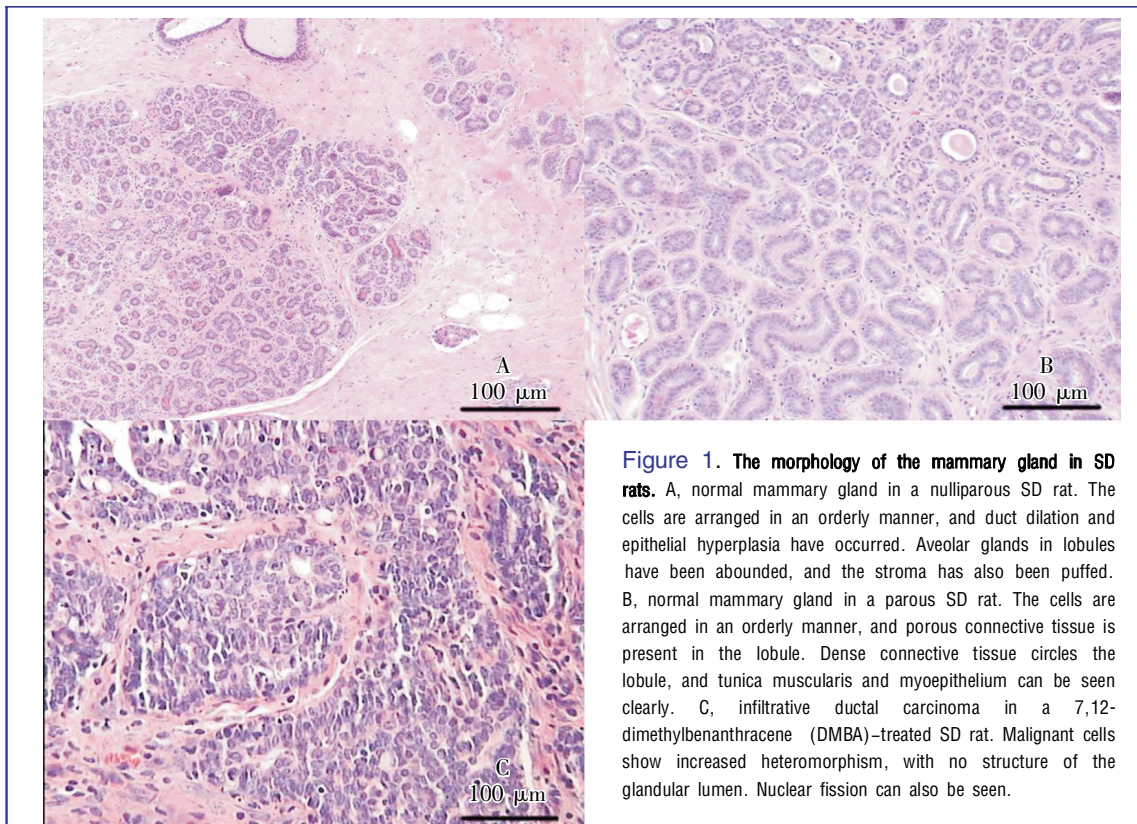 A
100 μm
B
100 μm
C
100 μm
Figure 1. The morphology of the mammary gland in SD
rats. A, normal mammary gland in a nulliparous SD rat. The
cells are arranged in an orderly manner, and duct dilation and
epithelial hyperplasia have occurred. Aveolar glands in lobules
have been abounded, and the stroma has also been puffed.
B, normal mammary gland in a parous SD rat. The cells are
arranged in an orderly manner, and porous connective tissue is
present in the lobule. Dense connective tissue circles the
lobule, and tunica muscularis and myoepithelium can be seen
clearly. C, infiltrative ductal carcinoma in a 7,12-
dimethylbenanthracene (DMBA)-treated SD rat. Malignant cells
show increased heteromorphism, with no structure of the
glandular lumen. Nuclear fission can also be seen.